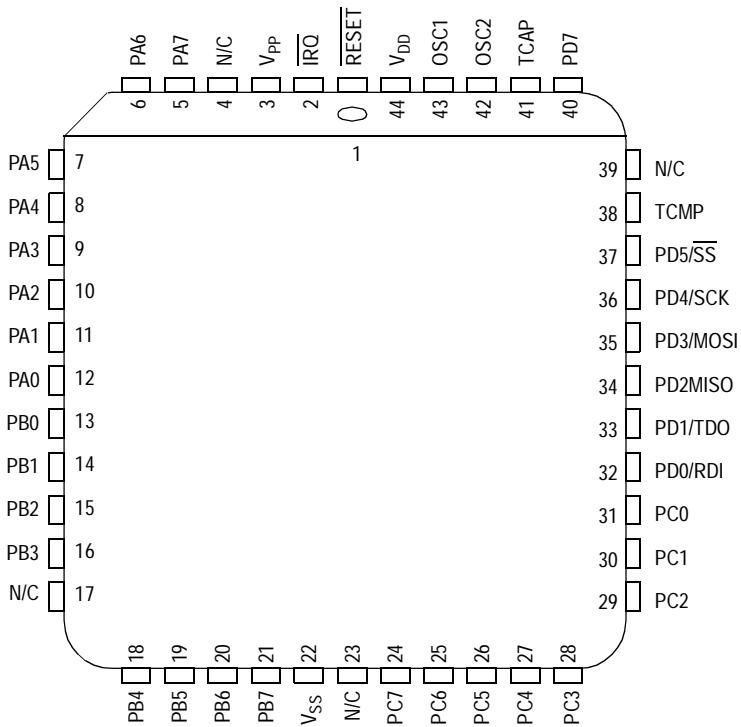 PA6 PA7 N/C VPP I̅R̅Q̅ R̅E̅S̅E̅T̅ VDD OSC1 OSC2 TCAP PD7
6 5 4 3 2 44 43 42 41 40
1
PA5 7 39 N/C
PA4 8 38 TCMP
PA3 9 37 PD5/S̅S̅
PA2 10 36 PD4/SCK
PA1 11 35 PD3/MOSI
PA0 12 34 PD2MISO
PB0 13 33 PD1/TDO
PB1 14 32 PD0/RDI
PB2 15 31 PC0
PB3 16 30 PC1
N/C 17 29 PC2
18 19 20 21 22 23 24 25 26 27 28
PB4 PB5 PB6 PB7 VSS N/C PC7 PC6 PC5 PC4 PC3